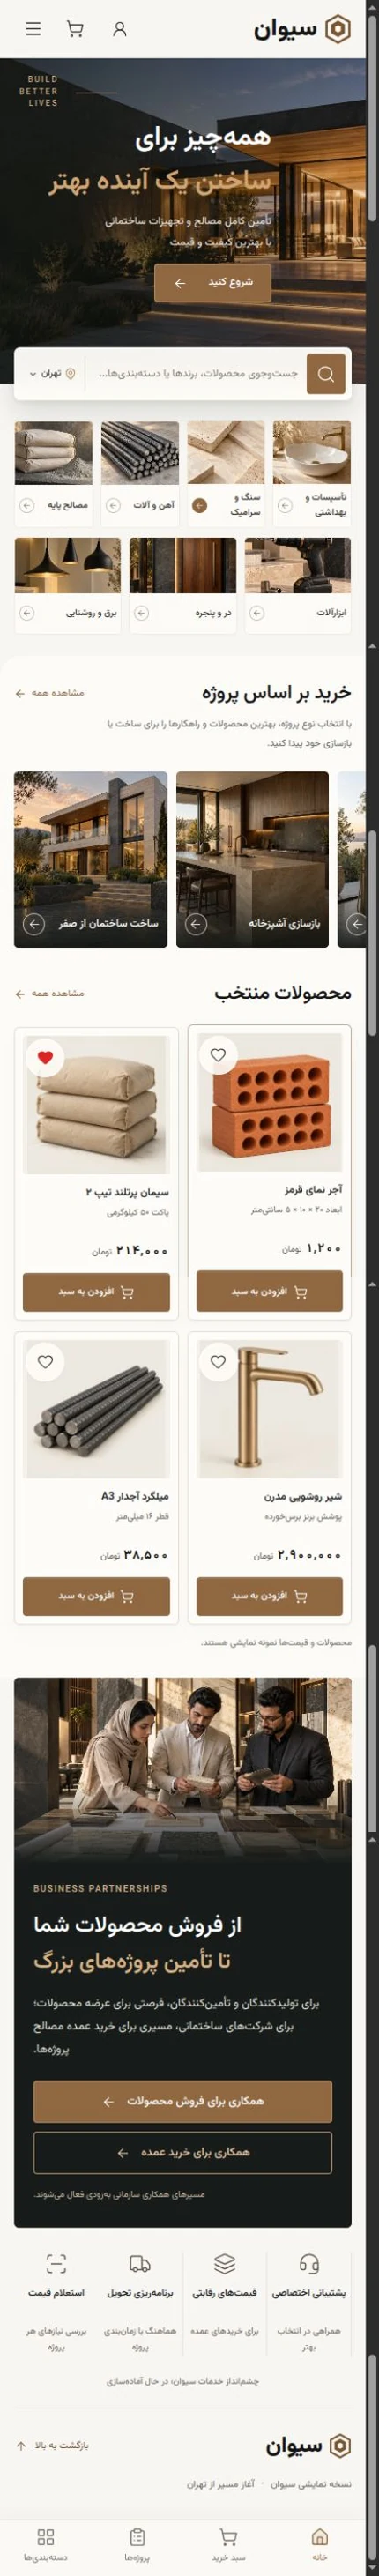 سیوان
BUILD
BETTER
LIVES
همه‌چیز برای
ساختن یک آینده بهتر
تأمین کامل مصالح و تجهیزات ساختمانی
با بهترین کیفیت و قیمت
شروع کنید
جست‌وجوی محصولات، برندها یا دسته‌بندی‌ها...
تهران
تأسیسات و
بهداشتی
سنگ و
سرامیک
آهن و آلات
مصالح پایه
ابزارآلات
در و پنجره
برق و روشنایی
خرید بر اساس پروژه
مشاهده همه
با انتخاب نوع پروژه، بهترین محصولات و راهکارها را برای ساخت یا
بازسازی خود پیدا کنید.
بازسازی آشپزخانه
ساخت ساختمان از صفر
محصولات منتخب
مشاهده همه
آجر نمای قرمز
ابعاد ۲۰ × ۱۰ × ۵ سانتی‌متر
۱,۲۰۰ تومان
افزودن به سبد
سیمان پرتلند تیپ ۲
پاکت ۵۰ کیلوگرمی
۲۱۴,۰۰۰ تومان
افزودن به سبد
شیر روشویی مدرن
پوشش برنز برس‌خورده
۲,۹۰۰,۰۰۰ تومان
افزودن به سبد
میلگرد آجدار A3
قطر ۱۶ میلی‌متر
۳۸,۵۰۰ تومان
افزودن به سبد
محصولات و قیمت‌ها نمونه نمایشی هستند.
BUSINESS PARTNERSHIPS
از فروش محصولات شما
تا تأمین پروژه‌های بزرگ
برای تولیدکنندگان و تأمین‌کنندگان، فرصتی برای عرضه محصولات؛
برای شرکت‌های ساختمانی، مسیری برای خرید عمده مصالح
پروژه‌ها.
همکاری برای فروش محصولات
همکاری برای خرید عمده
مسیرهای همکاری سازمانی به‌زودی فعال می‌شوند.
پشتیبانی اختصاصی
همراهی در انتخاب
بهتر
قیمت‌های رقابتی
برای خریدهای عمده
برنامه‌ریزی تحویل
هماهنگ با زمان‌بندی
پروژه
استعلام قیمت
بررسی نیازهای هر
پروژه
چشم‌انداز خدمات سیوان؛ در حال آماده‌سازی
سیوان
بازگشت به بالا
نسخه نمایشی سیوان · آغاز مسیر از تهران
خانه
سبد خرید
پروژه‌ها
دسته‌بندی‌ها